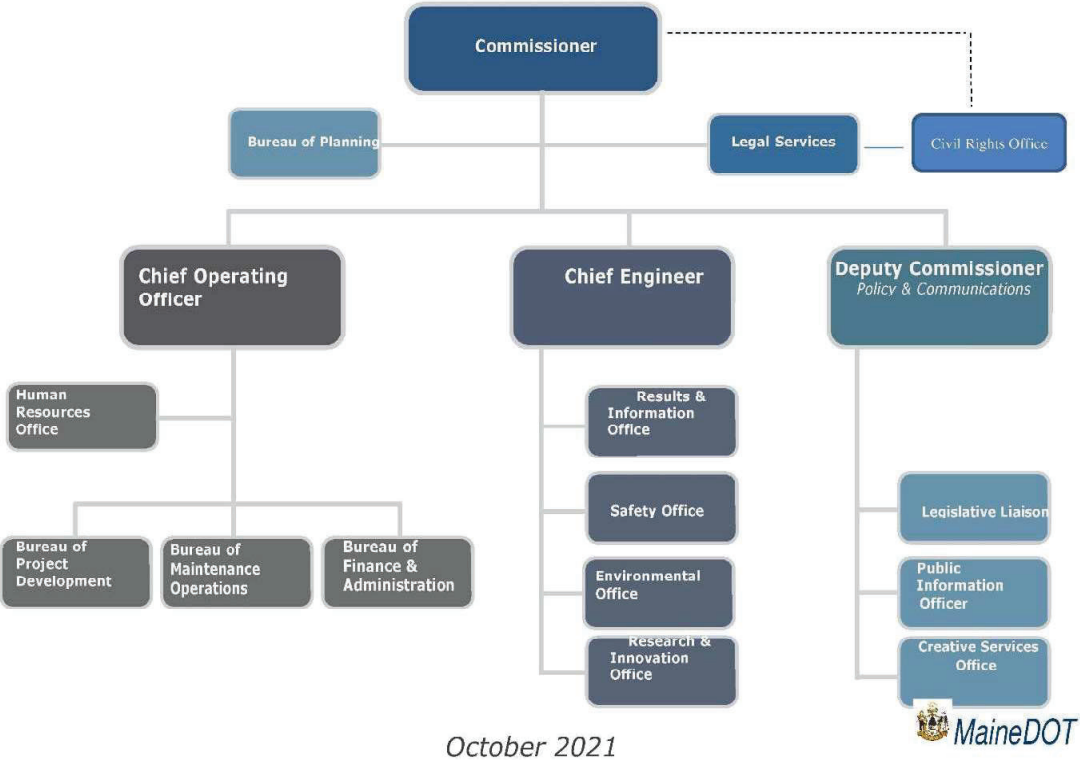 Commissioner
Bureau of Planning
Legal Services
Civil Rights Office
Chief Operating
Officer
Chief Engineer
Deputy Commissioner
Policy & Communications
Human
Resources
Office
Results &
Information
Office
Safety Office
Legislative Liaison
Bureau of
Project
Development
Bureau of
Maintenance
Operations
Bureau of
Finance &
Administration
Environmental
Office
Public
Information
Officer
Research &
Innovation
Office
Creative Services
Office
MaineDOT
October 2021